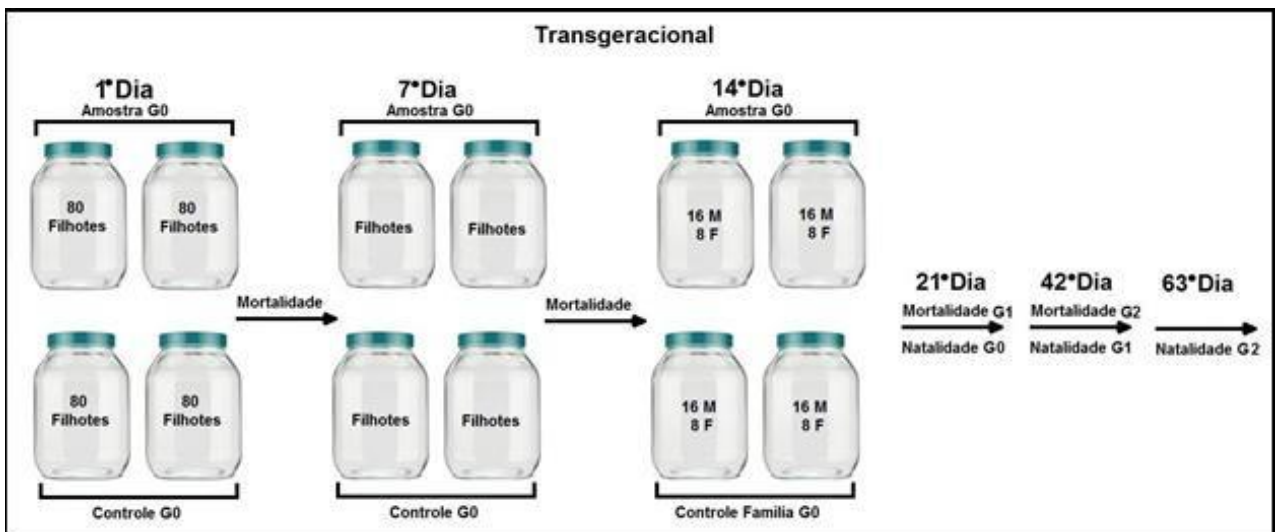 Transgeracional
1°Dia
Amostra G0
80
Filhotes
80
Filhotes
80
Filhotes
80
Filhotes
Controle G0
Mortalidade
7°Dia
Amostra G0
Filhotes
Filhotes
Filhotes
Filhotes
Controle G0
Mortalidade
14°Dia
Amostra G0
16 M
8 F
16 M
8 F
16 M
8 F
16 M
8 F
Controle Familia G0
21°Dia
Mortalidade G1
Natalidade G0
42°Dia
Mortalidade G2
Natalidade G1
63°Dia
Natalidade G2